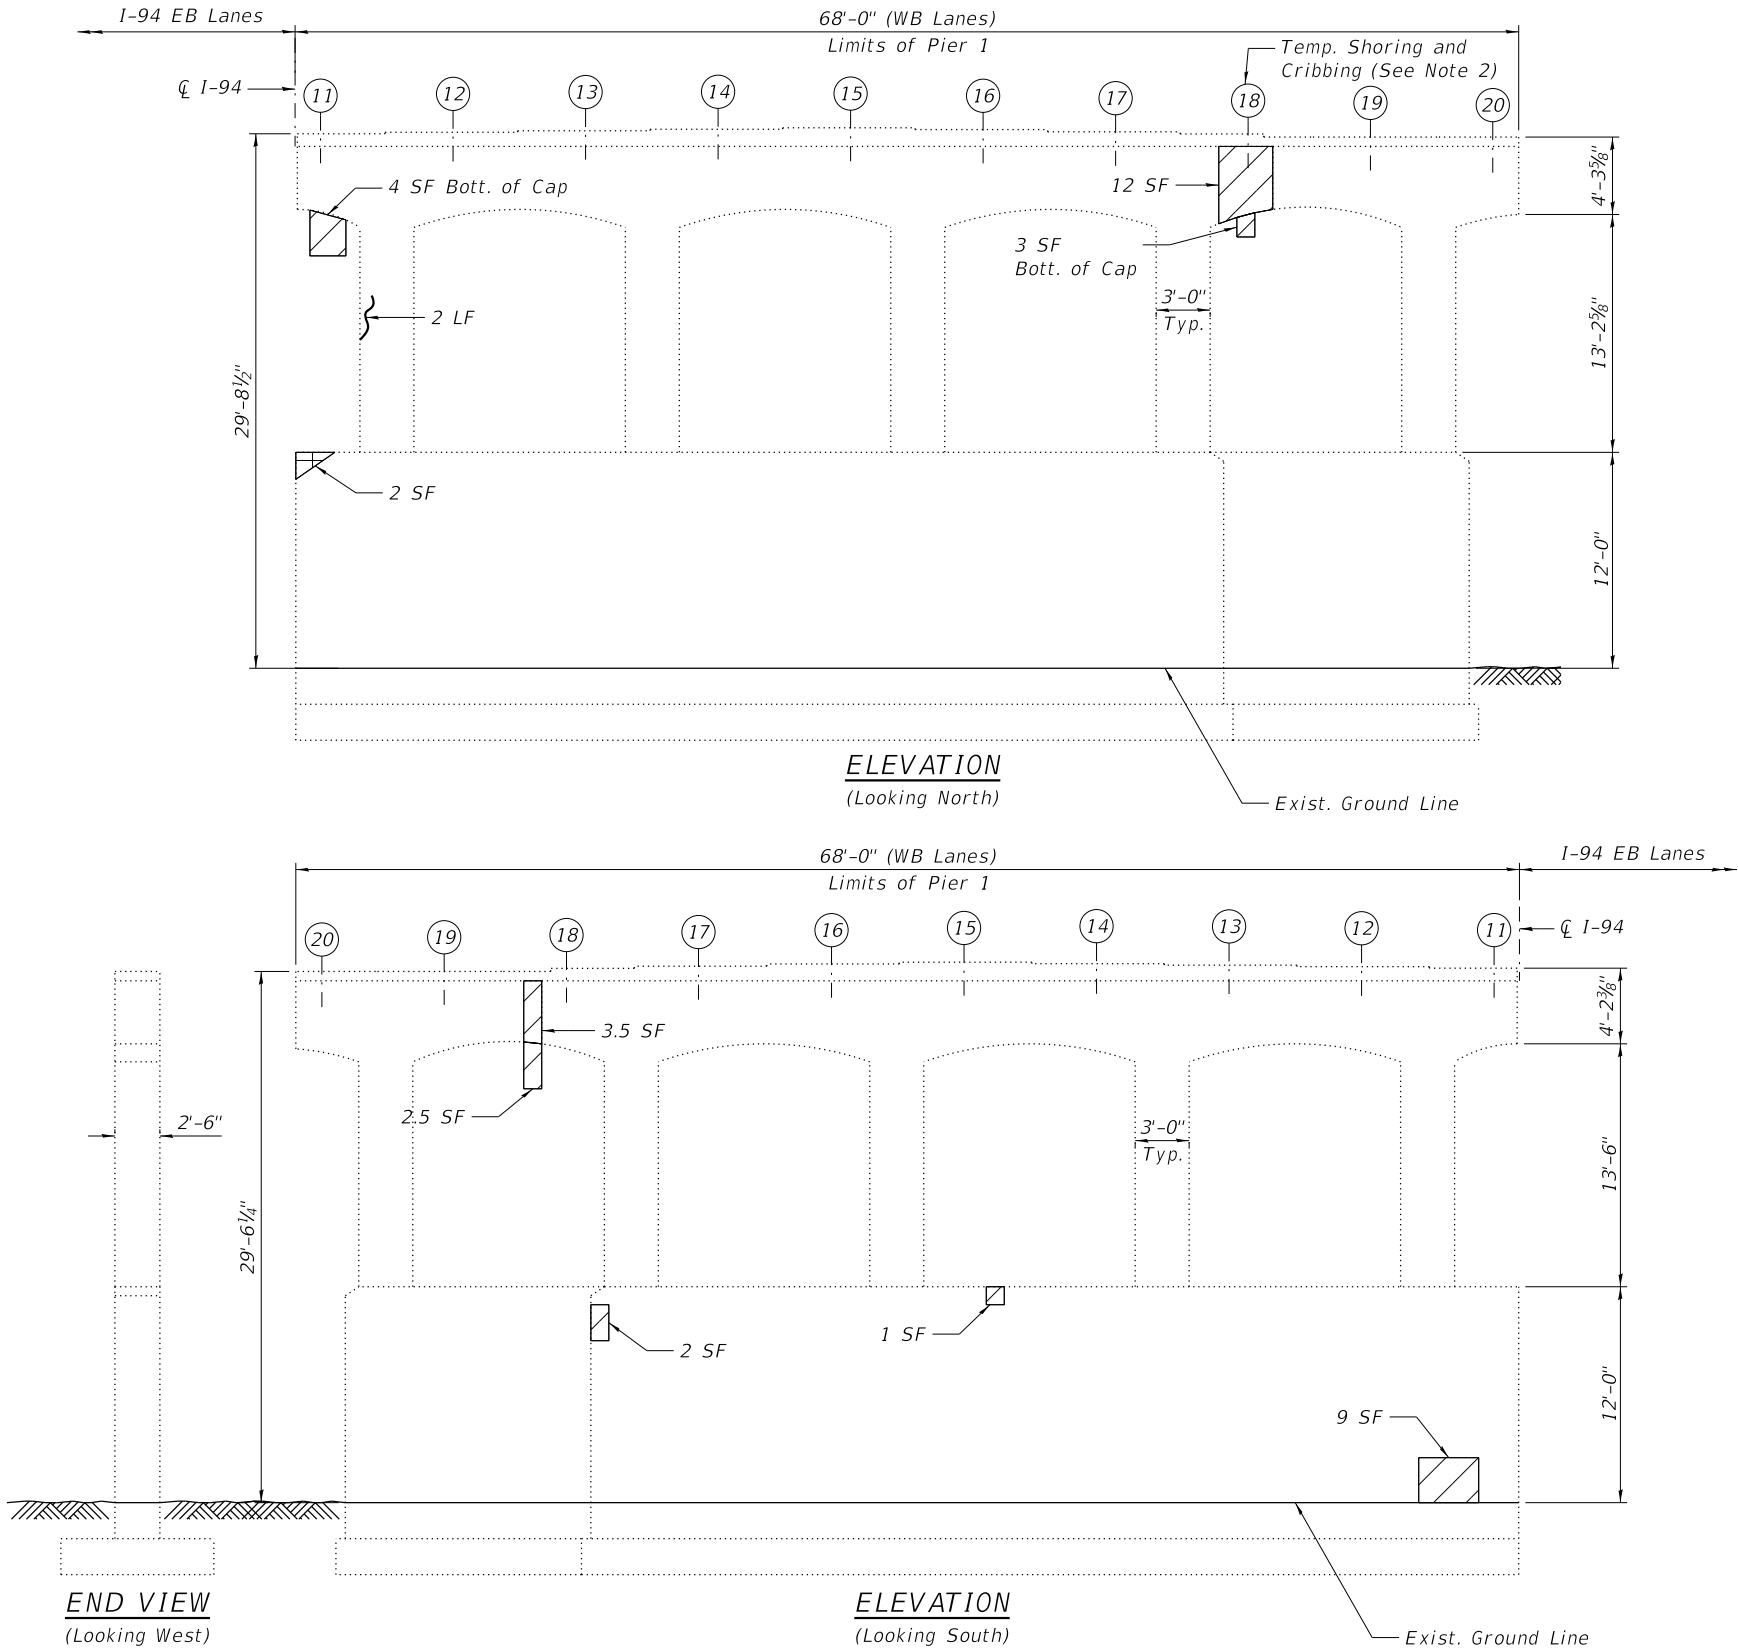 I-94 EB Lanes
68'-0" (WB Lanes)
Limits of Pier 1
Temp. Shoring and
Cribbing (See Note 2)
℄ I-94
11
12
13
14
15
16
17
18
19
20
4 SF Bott. of Cap
12 SF
4'-3⅝"
3 SF
Bott. of Cap
2 LF
3'-0"
Typ.
13'-2⅝"
29'-8½"
2 SF
12'-0"
ELEVATION
(Looking North)
Exist. Ground Line
68'-0" (WB Lanes)
Limits of Pier 1
I-94 EB Lanes
20
19
18
17
16
15
14
13
12
11
℄ I-94
3.5 SF
4'-2⅜"
2.5 SF
2'-6"
3'-0"
Typ.
13'-6"
29'-6¼"
1 SF
2 SF
12'-0"
9 SF
END VIEW
(Looking West)
ELEVATION
(Looking South)
Exist. Ground Line